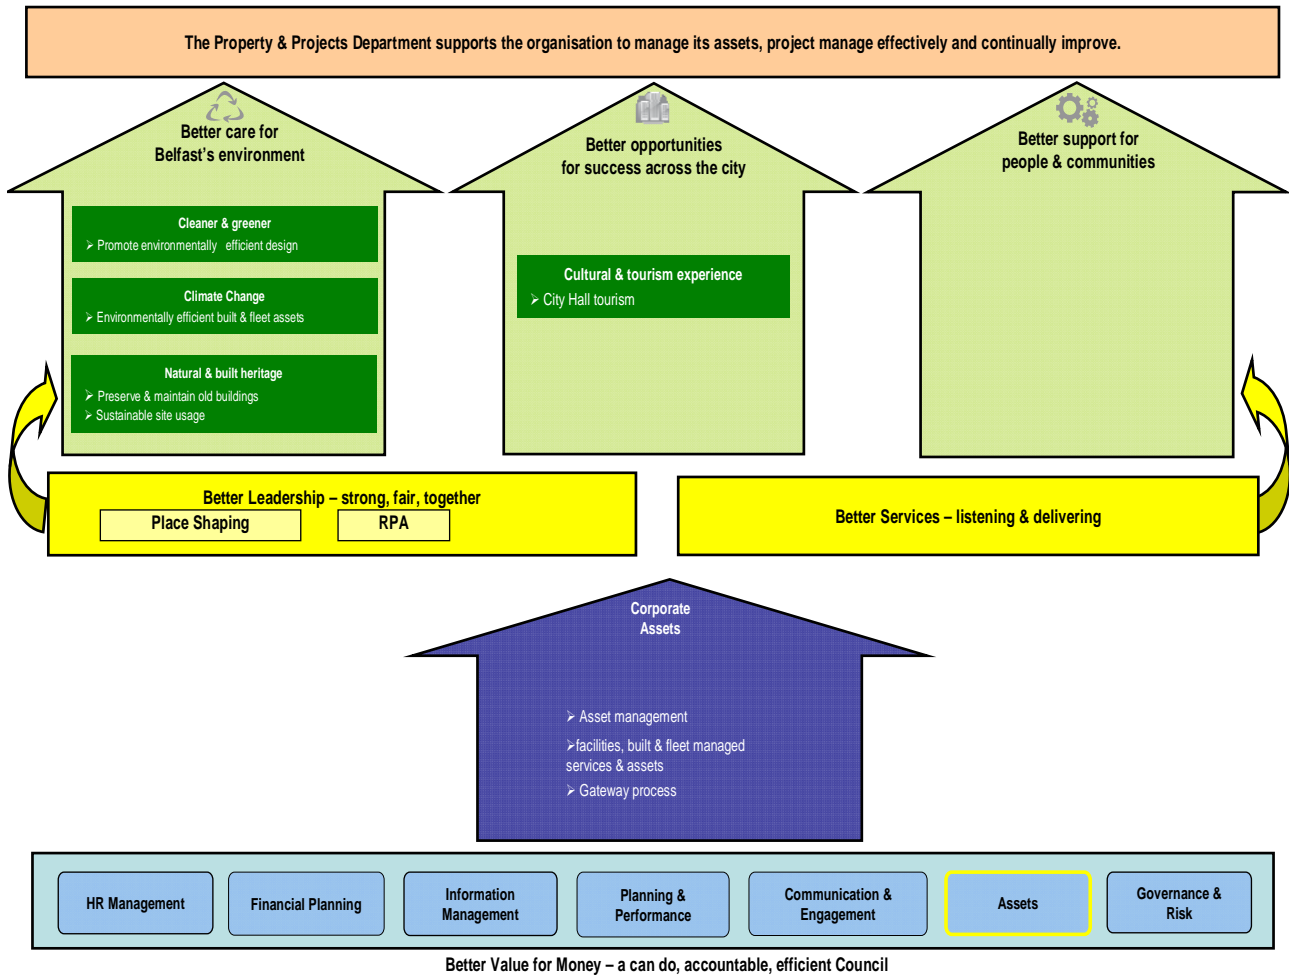 The Property & Projects Department supports the organisation to manage its assets, project manage effectively and continually improve.
Better care for
Belfast's environment
Cleaner & greener
➢ Promote environmentally efficient design
Climate Change
➢ Environmentally efficient built & fleet assets
Natural & built heritage
➢ Preserve & maintain old buildings
➢ Sustainable site usage
Better opportunities
for success across the city
Cultural & tourism experience
➢ City Hall tourism
Better support for
people & communities
Better Leadership – strong, fair, together
Place Shaping
RPA
Better Services – listening & delivering
Corporate
Assets
➢ Asset management
➢facilities, built & fleet managed
services & assets
➢ Gateway process
HR Management
Financial Planning
Information
Management
Planning &
Performance
Communication &
Engagement
Assets
Governance &
Risk
Better Value for Money – a can do, accountable, efficient Council